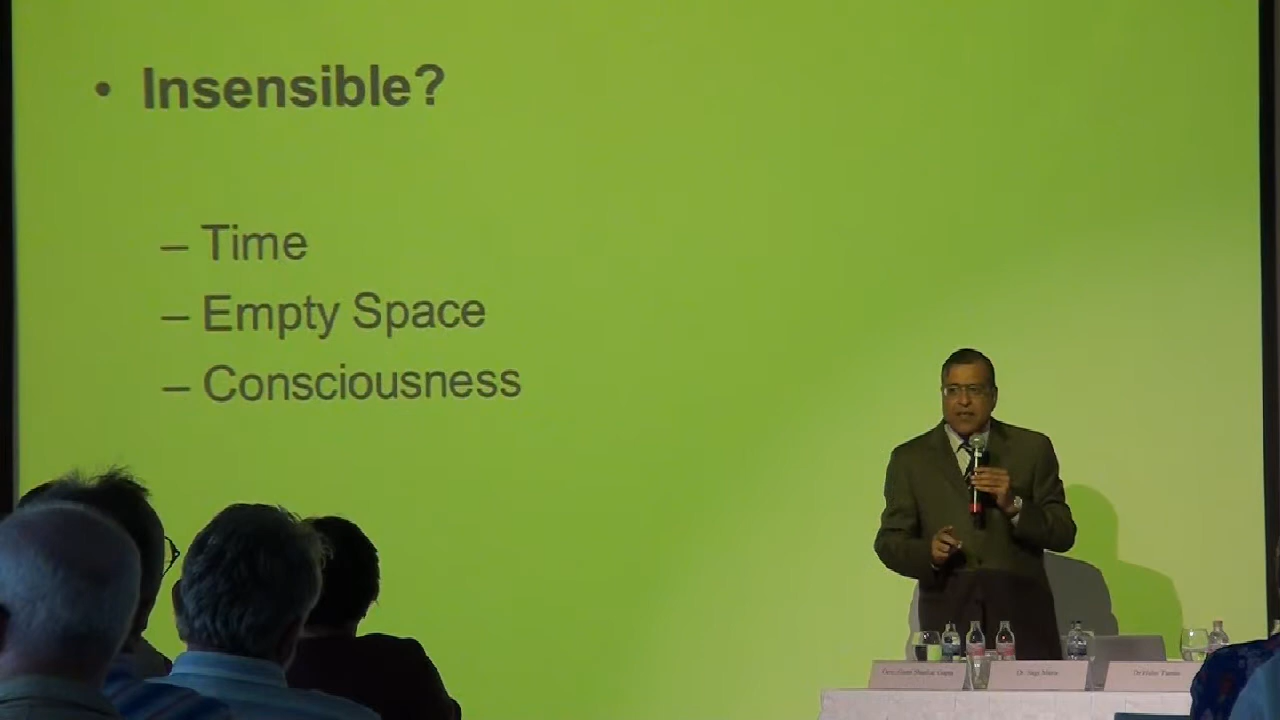 • Insensible?
– Time
– Empty Space
– Consciousness